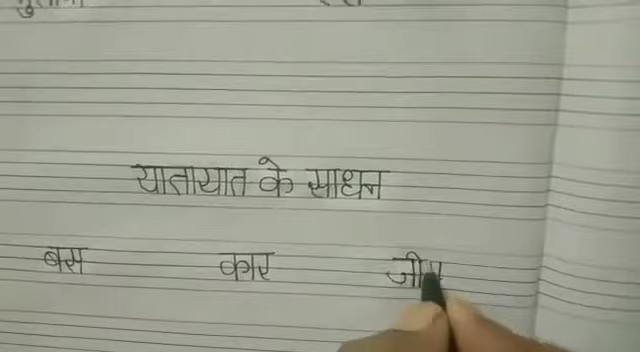 यातायात के साधन
बस कार जीप